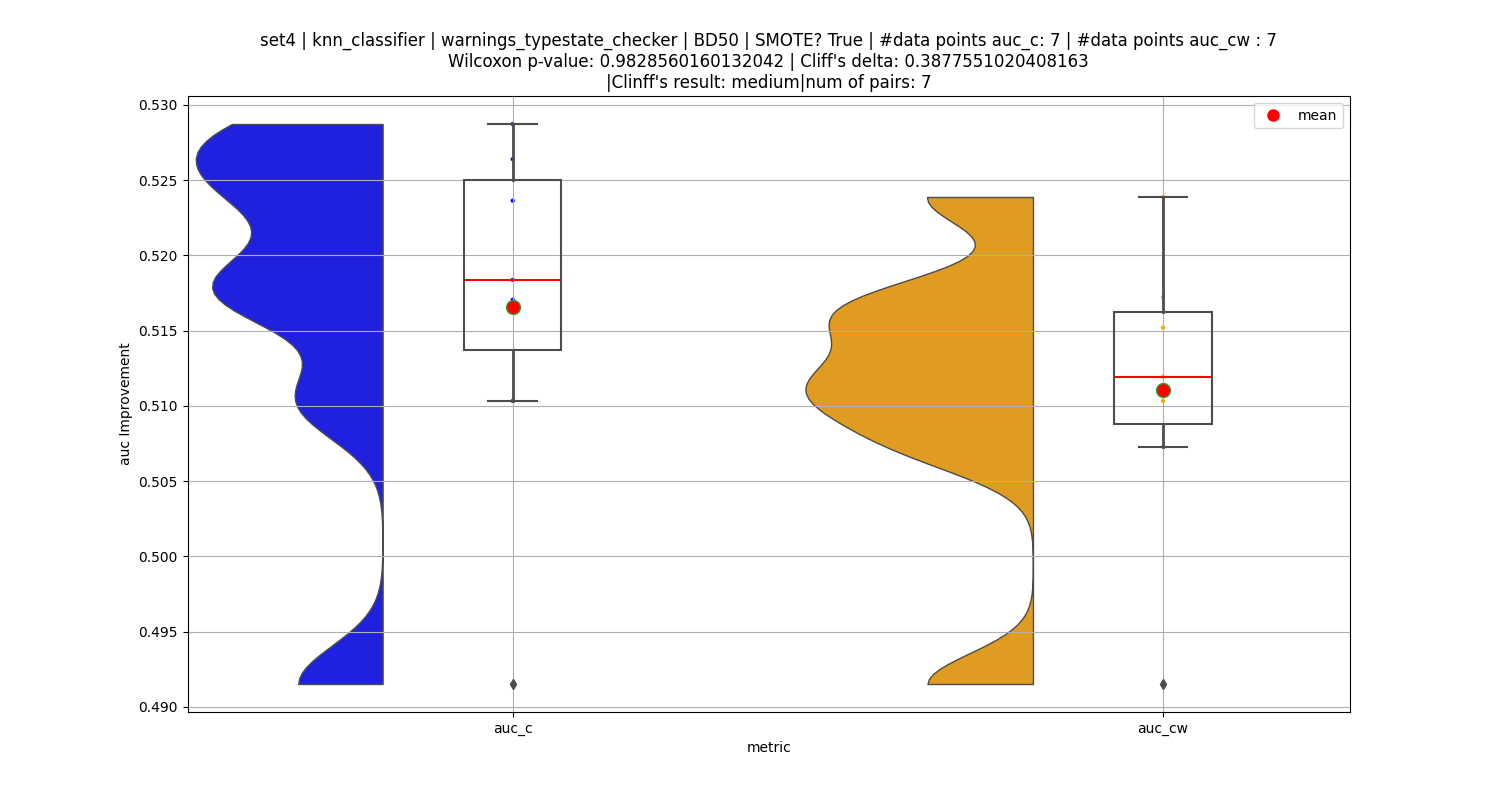 set4 | knn_classifier | warnings_typestate_checker | BD50 | SMOTE? True | #data points auc_c: 7 | #data points auc_cw : 7
Wilcoxon p-value: 0.9828560160132042 | Cliff's delta: 0.3877551020408163
|Clinff's result: medium|num of pairs: 7
mean
0.530
0.525
0.520
0.515
0.510
0.505
0.500
0.495
0.490
auc Improvement
auc_c
auc_cw
metric